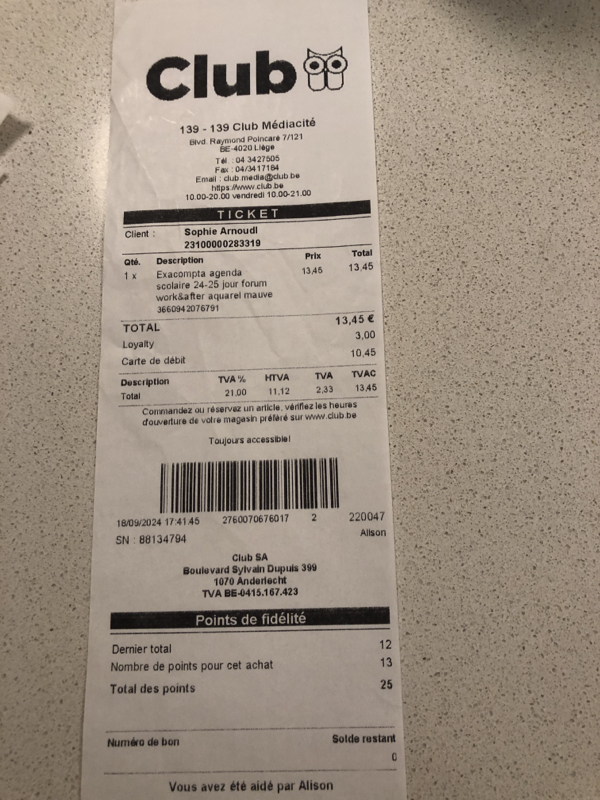 Club
139 - 139 Club Médiacité
Blvd. Raymond Poincaré 7/121
BE-4020 Liège
Tél : 04 3427605
Fax : 04/3417184
Email : club.media@club.be
https://www.club.be
10.00-20.00 vendredi 10.00-21.00
TICKET
Client : Sophie Arnoudl
23100000283319
Qté. Description Prix Total
1 x Exacompta agenda 13,45 13,45
scolaire 24-25 jour forum
work&after aquarel mauve
3660942076791
TOTAL 13,45 €
Loyalty 3,00
Carte de débit 10,45
Description TVA % HTVA TVA TVAC
Total 21,00 11,12 2,33 13,45
Commandez ou réservez un article, vérifiez les heures
d'ouverture de votre magasin préféré sur www.club.be
Toujours accessible!
18/09/2024 17:41:45 2760070676017 2 220047
SN : 88134794 Alison
Club SA
Boulevard Sylvain Dupuis 399
1070 Anderlecht
TVA BE-0415.167.423
Points de fidélité
Dernier total 12
Nombre de points pour cet achat 13
Total des points 25
Numéro de bon Solde restant
0
Vous avez été aidé par Alison